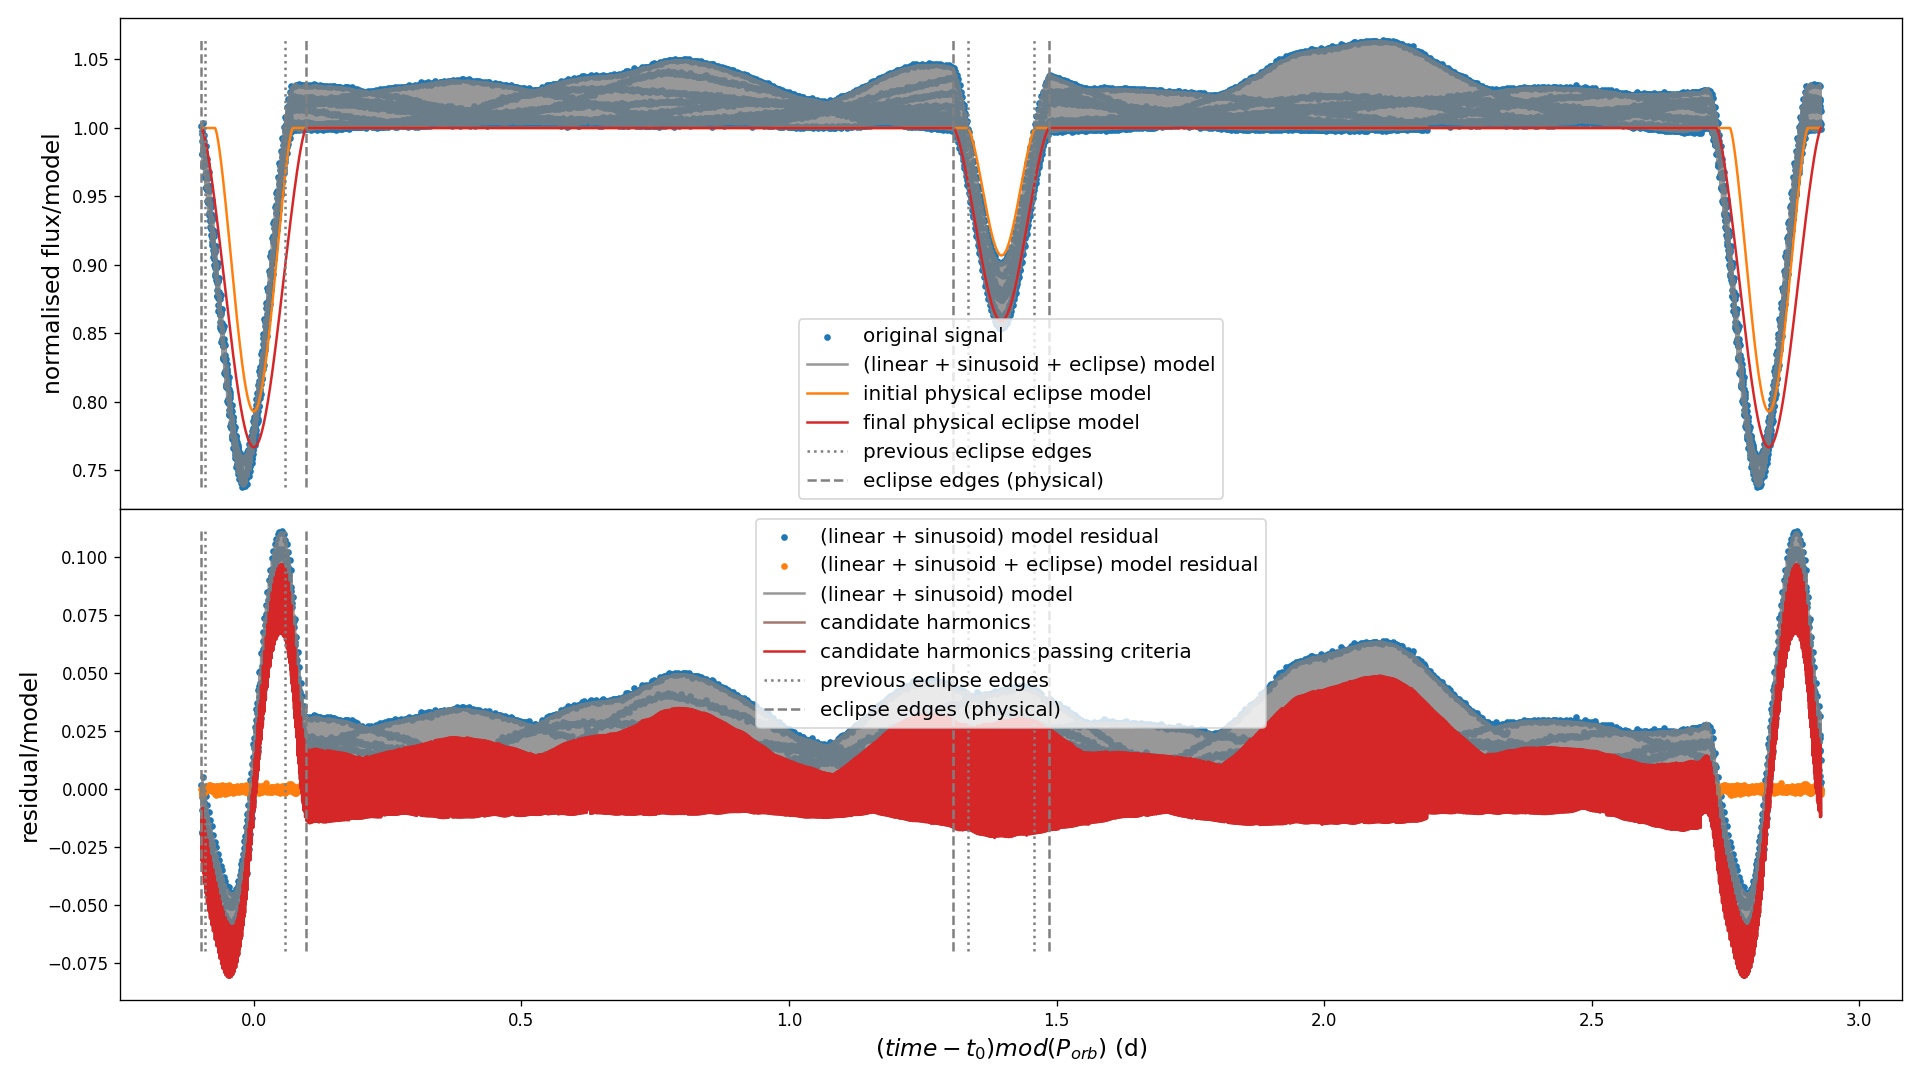 normalised flux/model
1.05
1.00
0.95
0.90
0.85
0.80
0.75
original signal
(linear + sinusoid + eclipse) model
initial physical eclipse model
final physical eclipse model
previous eclipse edges
eclipse edges (physical)
residual/model
0.100
0.075
0.050
0.025
0.000
−0.025
−0.050
−0.075
(linear + sinusoid) model residual
(linear + sinusoid + eclipse) model residual
(linear + sinusoid) model
candidate harmonics
candidate harmonics passing criteria
previous eclipse edges
eclipse edges (physical)
0.0 0.5 1.0 1.5 2.0 2.5 3.0
(time − t₀)mod(P_orb) (d)